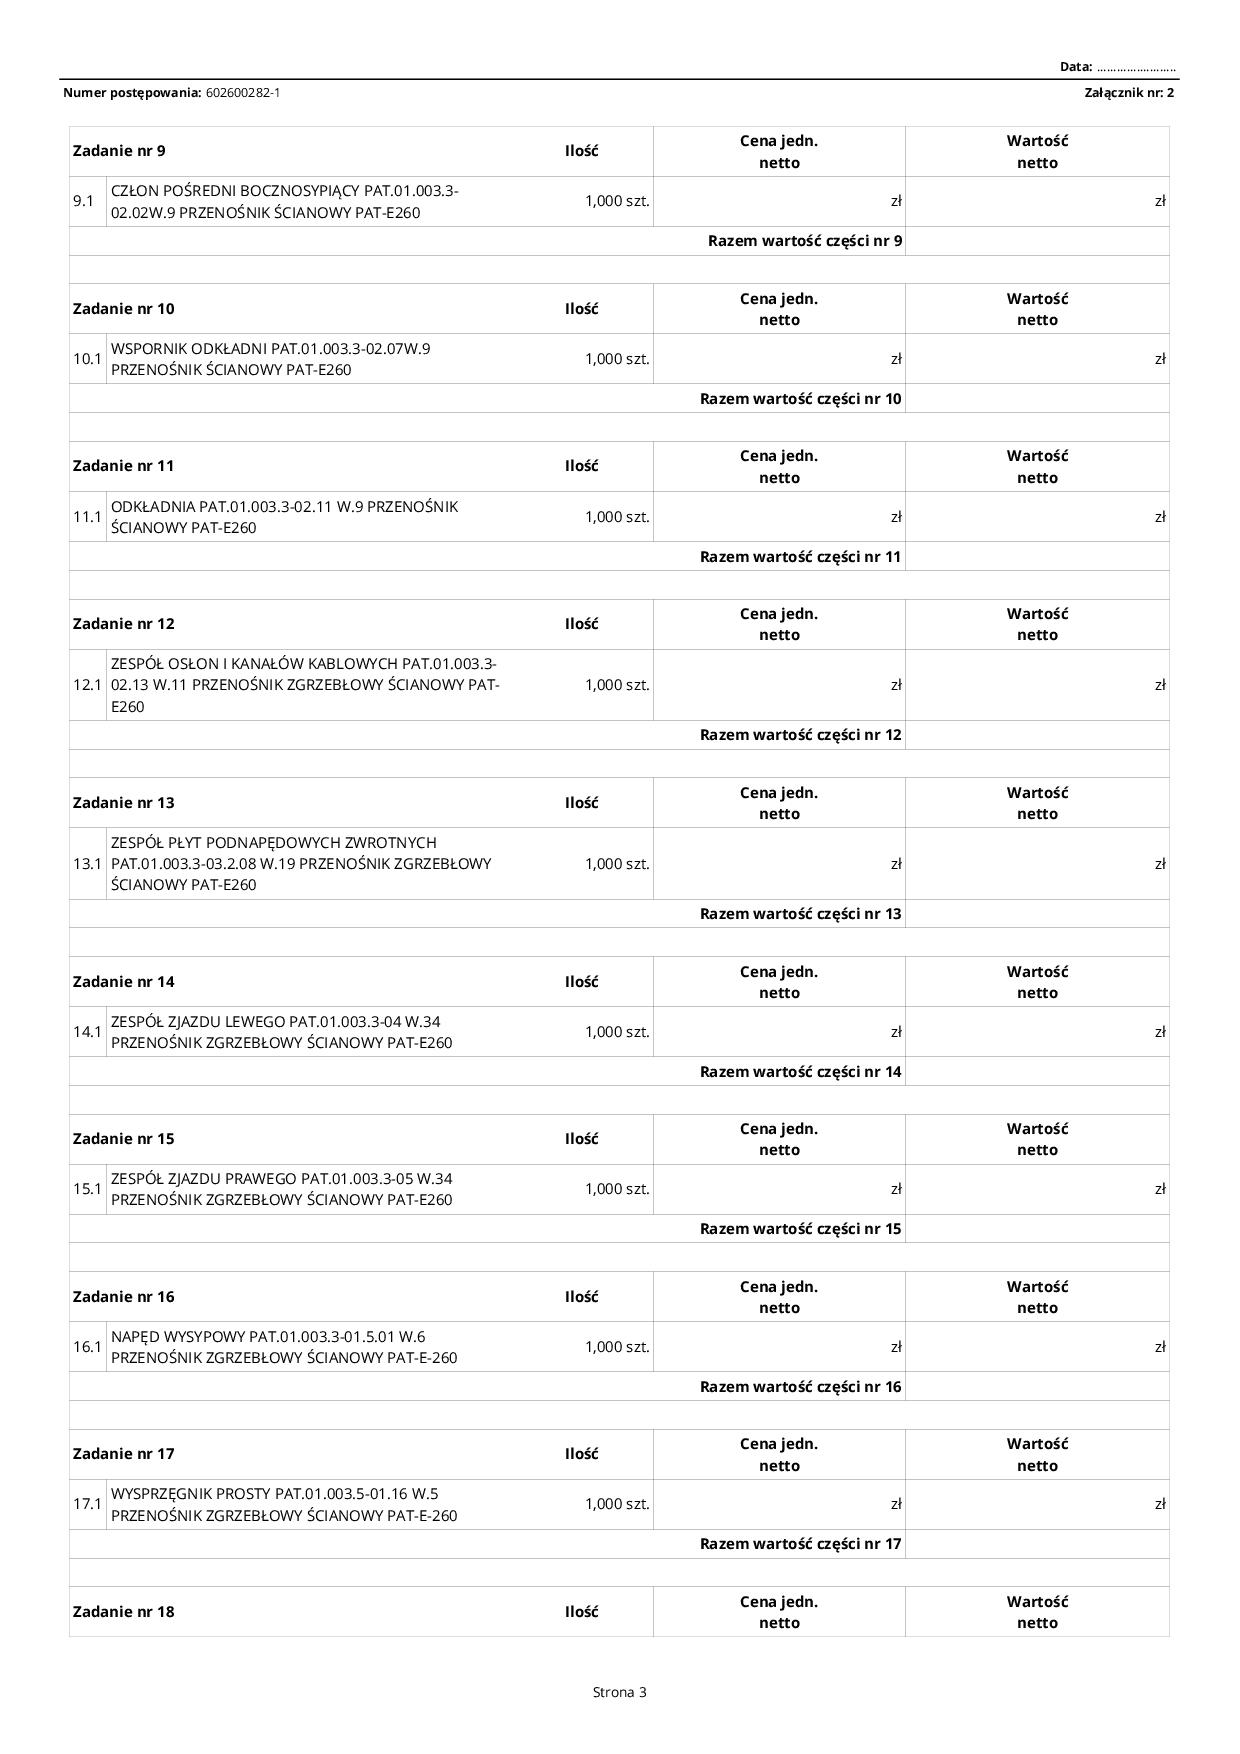 Data: ........................
Numer postępowania: 602600282-1 Załącznik nr: 2
Zadanie nr 9 Ilość Cena jedn. netto Wartość netto
9.1 CZŁON POŚREDNI BOCZNOSYPIĄCY PAT.01.003.3-
02.02W.9 PRZENOŚNIK ŚCIANOWY PAT-E260 1,000 szt. zł zł
Razem wartość części nr 9
Zadanie nr 10 Ilość Cena jedn. netto Wartość netto
10.1 WSPORNIK ODKŁADNI PAT.01.003.3-02.07W.9
PRZENOŚNIK ŚCIANOWY PAT-E260 1,000 szt. zł zł
Razem wartość części nr 10
Zadanie nr 11 Ilość Cena jedn. netto Wartość netto
11.1 ODKŁADNIA PAT.01.003.3-02.11 W.9 PRZENOŚNIK
ŚCIANOWY PAT-E260 1,000 szt. zł zł
Razem wartość części nr 11
Zadanie nr 12 Ilość Cena jedn. netto Wartość netto
12.1 ZESPÓŁ OSŁON I KANAŁÓW KABLOWYCH PAT.01.003.3-
02.13 W.11 PRZENOŚNIK ZGRZEBŁOWY ŚCIANOWY PAT-
E260 1,000 szt. zł zł
Razem wartość części nr 12
Zadanie nr 13 Ilość Cena jedn. netto Wartość netto
13.1 ZESPÓŁ PŁYT PODNAPĘDOWYCH ZWROTNYCH
PAT.01.003.3-03.2.08 W.19 PRZENOŚNIK ZGRZEBŁOWY
ŚCIANOWY PAT-E260 1,000 szt. zł zł
Razem wartość części nr 13
Zadanie nr 14 Ilość Cena jedn. netto Wartość netto
14.1 ZESPÓŁ ZJAZDU LEWEGO PAT.01.003.3-04 W.34
PRZENOŚNIK ZGRZEBŁOWY ŚCIANOWY PAT-E260 1,000 szt. zł zł
Razem wartość części nr 14
Zadanie nr 15 Ilość Cena jedn. netto Wartość netto
15.1 ZESPÓŁ ZJAZDU PRAWEGO PAT.01.003.3-05 W.34
PRZENOŚNIK ZGRZEBŁOWY ŚCIANOWY PAT-E260 1,000 szt. zł zł
Razem wartość części nr 15
Zadanie nr 16 Ilość Cena jedn. netto Wartość netto
16.1 NAPĘD WYSYPOWY PAT.01.003.3-01.5.01 W.6
PRZENOŚNIK ZGRZEBŁOWY ŚCIANOWY PAT-E-260 1,000 szt. zł zł
Razem wartość części nr 16
Zadanie nr 17 Ilość Cena jedn. netto Wartość netto
17.1 WYSPRZĘGNIK PROSTY PAT.01.003.5-01.16 W.5
PRZENOŚNIK ZGRZEBŁOWY ŚCIANOWY PAT-E-260 1,000 szt. zł zł
Razem wartość części nr 17
Zadanie nr 18 Ilość Cena jedn. netto Wartość netto
Strona 3